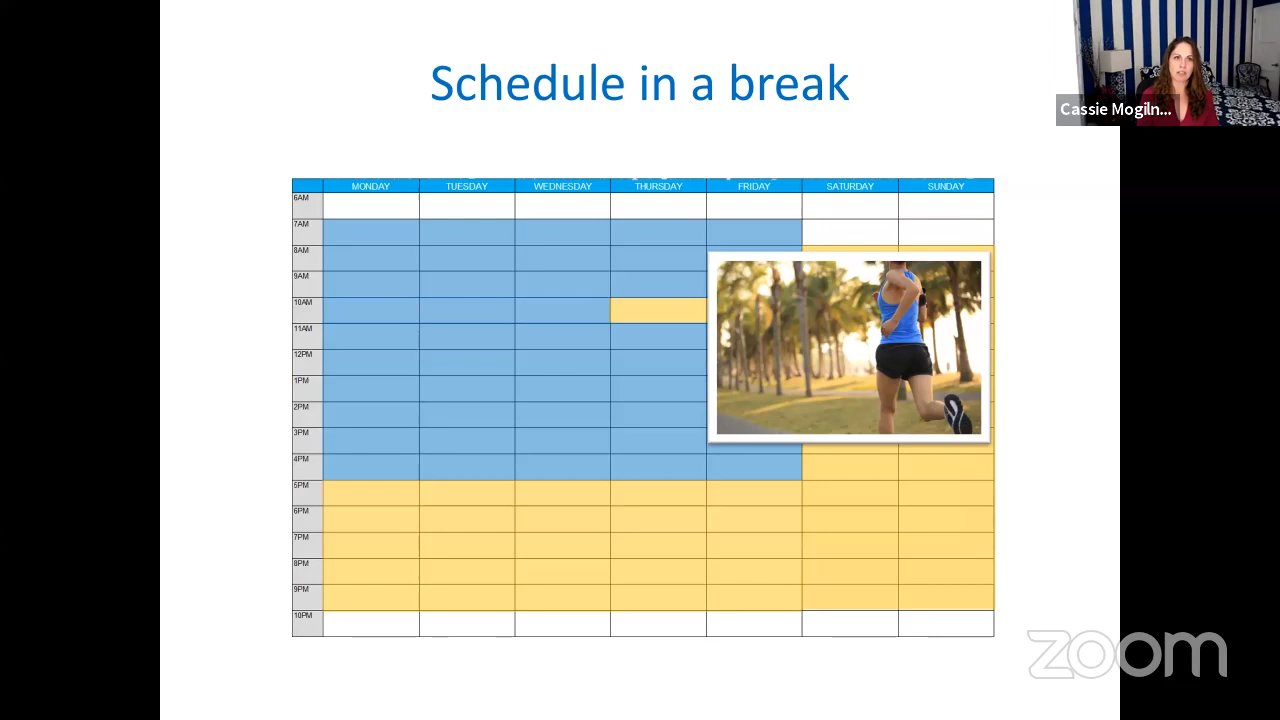 Schedule in a break
Cassie Mogiln...
MONDAY TUESDAY WEDNESDAY THURSDAY FRIDAY SATURDAY SUNDAY
6AM
7AM
8AM
9AM
10AM
11AM
12PM
1PM
2PM
3PM
4PM
5PM
6PM
7PM
8PM
9PM
10PM
zoom